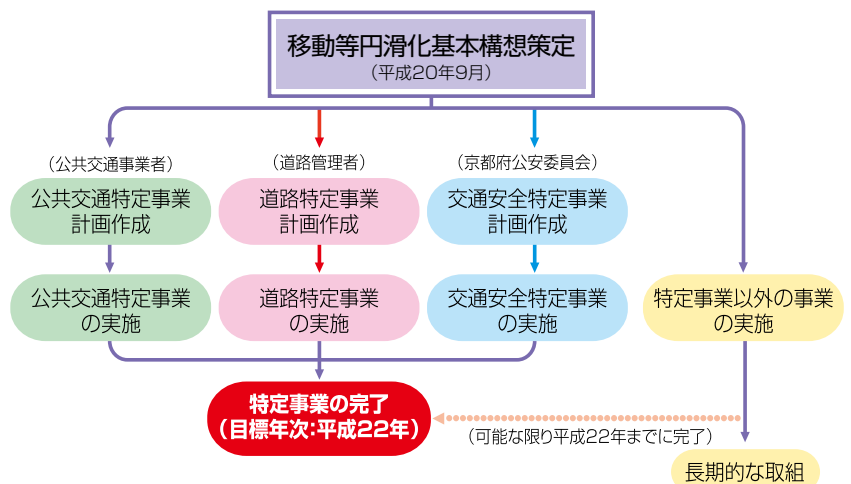 移動等円滑化基本構想策定
（平成20年9月）
（公共交通事業者）
公共交通特定事業
計画作成
（道路管理者）
道路特定事業
計画作成
（京都府公安委員会）
交通安全特定事業
計画作成
公共交通特定事業
の実施
道路特定事業
の実施
交通安全特定事業
の実施
特定事業以外の事業
の実施
特定事業の完了
（目標年次：平成22年）
（可能な限り平成22年までに完了）
長期的な取組